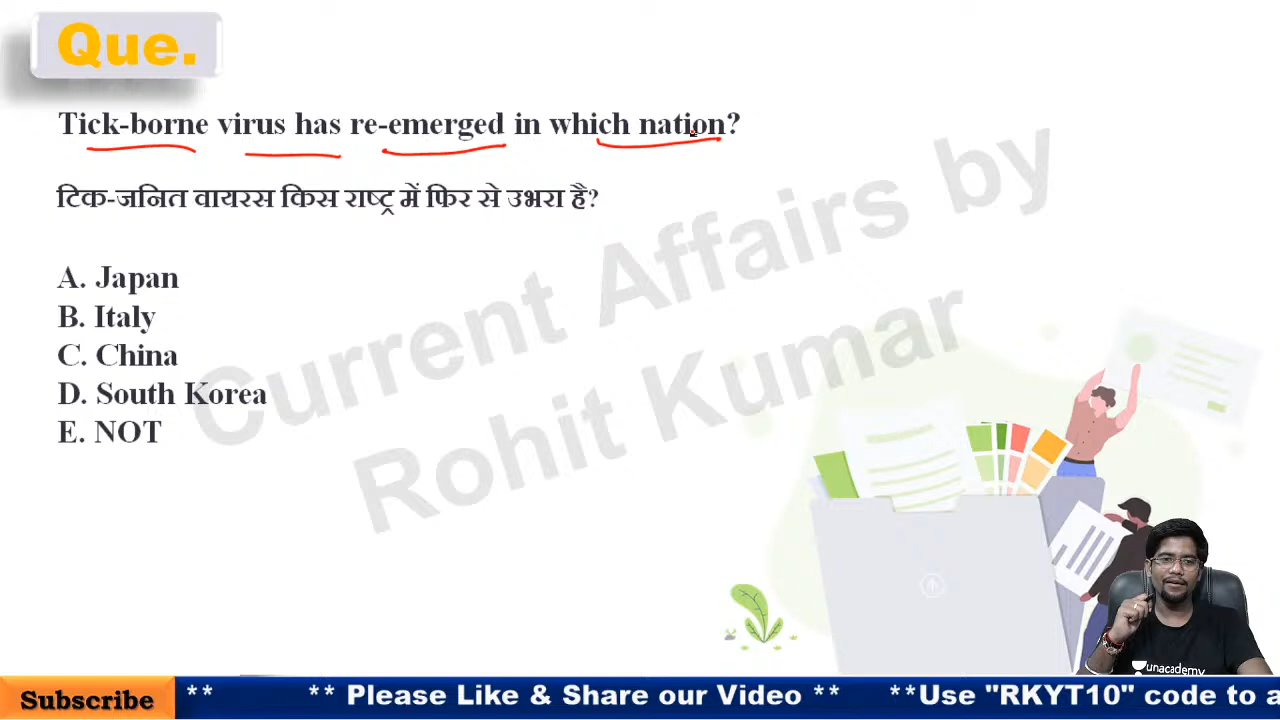 Que.
Tick-borne virus has re-emerged in which nation?
टिक-जनित वायरस किस राष्ट्र में फिर से उभरा है?
A. Japan
B. Italy
C. China
D. South Korea
E. NOT
Current Affairs by
Rohit Kumar
unacademy
Subscribe
** ** Please Like & Share our Video ** **Use "RKYT10" code to a